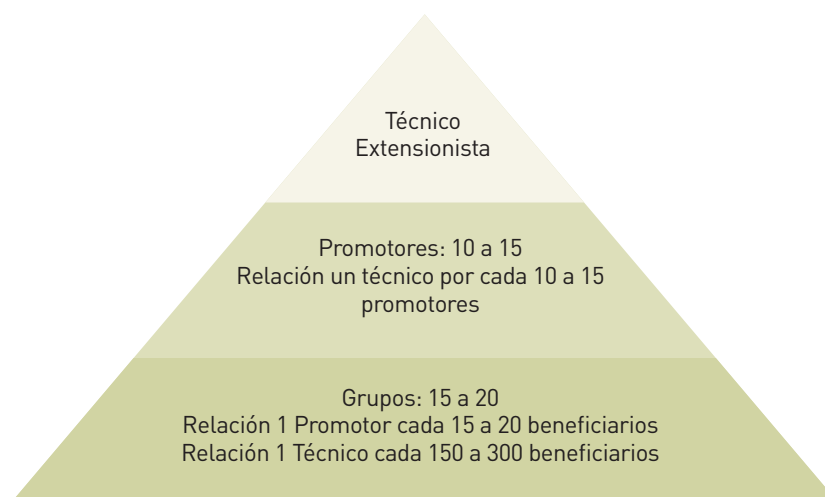 Técnico
Extensionista
Promotores: 10 a 15
Relación un técnico por cada 10 a 15
promotores
Grupos: 15 a 20
Relación 1 Promotor cada 15 a 20 beneficiarios
Relación 1 Técnico cada 150 a 300 beneficiarios